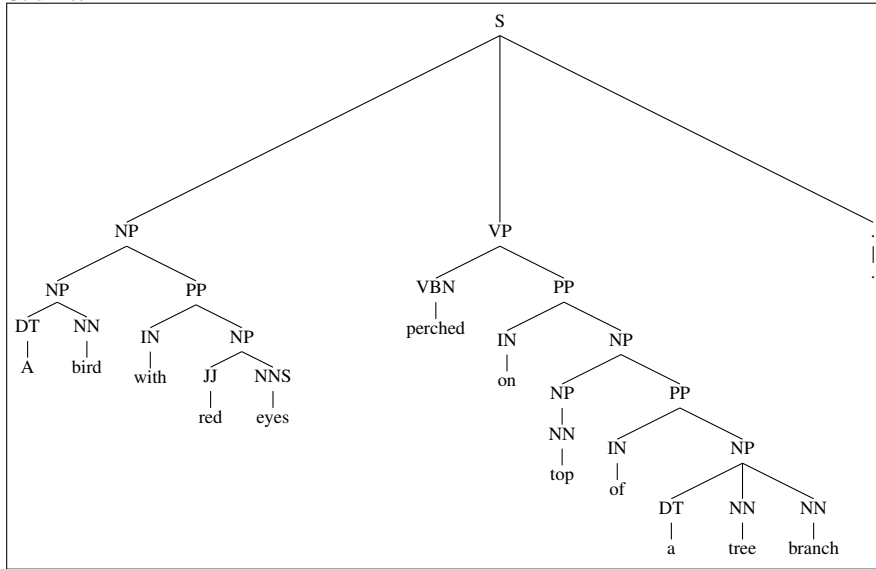 S
NP VP .
NP PP VBN PP .
DT NN IN NP perched IN NP
A bird with JJ NNS on NP PP
red eyes NN IN NP
top of DT NN NN
a tree branch